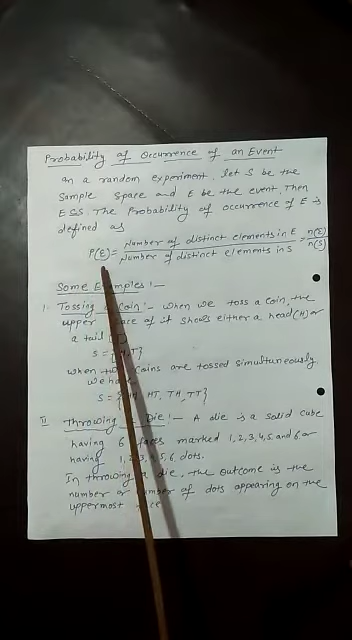 Probability of Occurrence of an Event
In a random experiment, let S be the
Sample Space and E be the event. Then
E⊆S. The Probability of occurrence of E is
defined as
P(E) = Number of distinct elements in E / Number of distinct elements in S = n(E)/n(S)
Some Examples :-
I. Tossing a Coin :- When we toss a coin, the
upper face of it shows either a head (H) or
a tail
S = {H,T}
when two coins are tossed simultaneously,
we have
S = { HT, TH, TT}
II Throwing a Die :- A die is a solid cube
having 6 faces marked 1,2,3,4,5 and 6 or
having 1,2,3,4,5,6 dots.
In throwing a die, the outcome is the
number or number of dots appearing on the
uppermost face